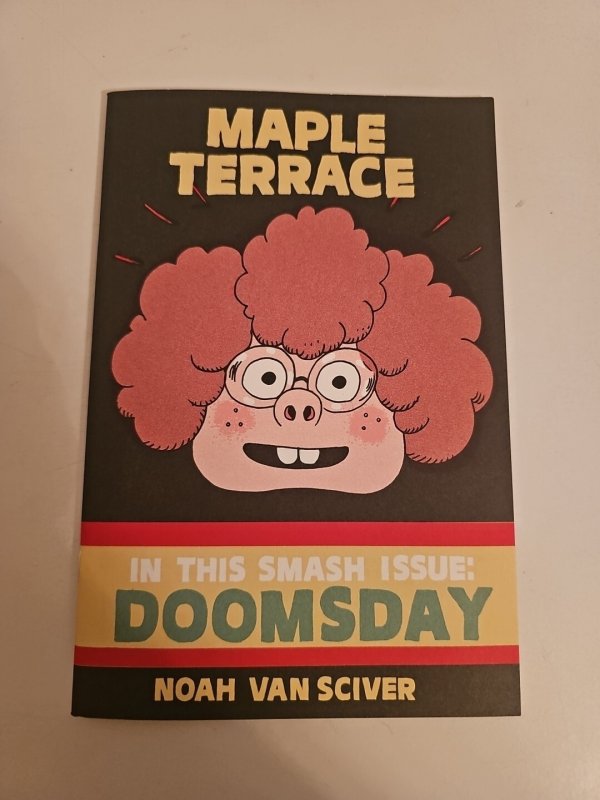 MAPLE
TERRACE
IN THIS SMASH ISSUE:
DOOMSDAY
NOAH VAN SCIVER